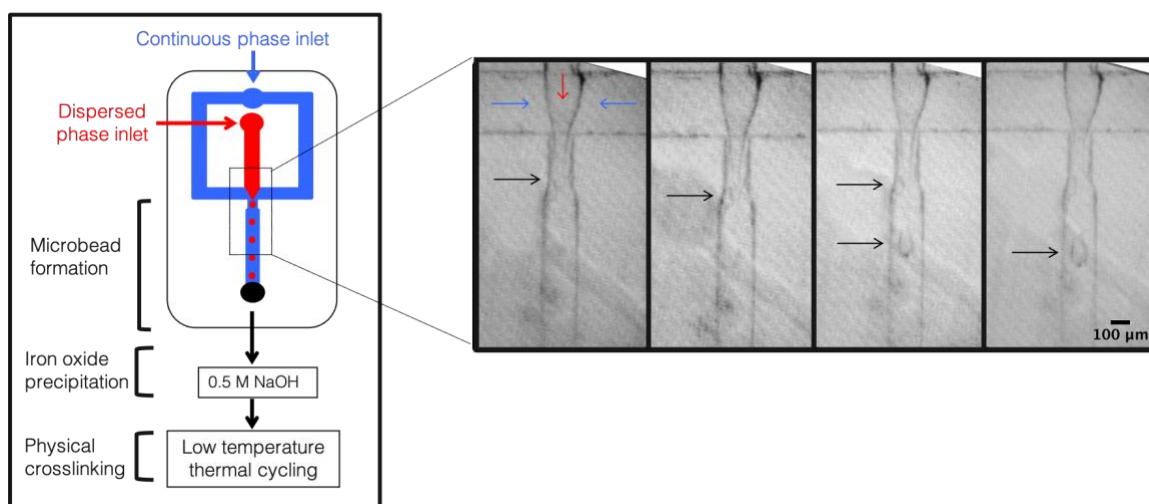 Continuous phase inlet
Dispersed
phase inlet
Microbead
formation
Iron oxide
precipitation
0.5 M NaOH
Physical
crosslinking
Low temperature
thermal cycling
100 µm